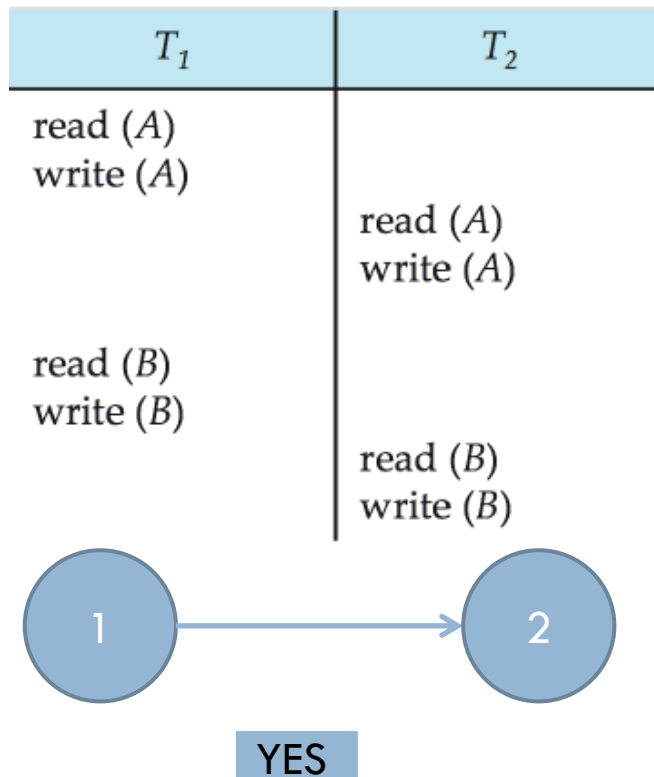 T1 T2
read (A)
write (A)
read (A)
write (A)
read (B)
write (B)
read (B)
write (B)
1 2
YES